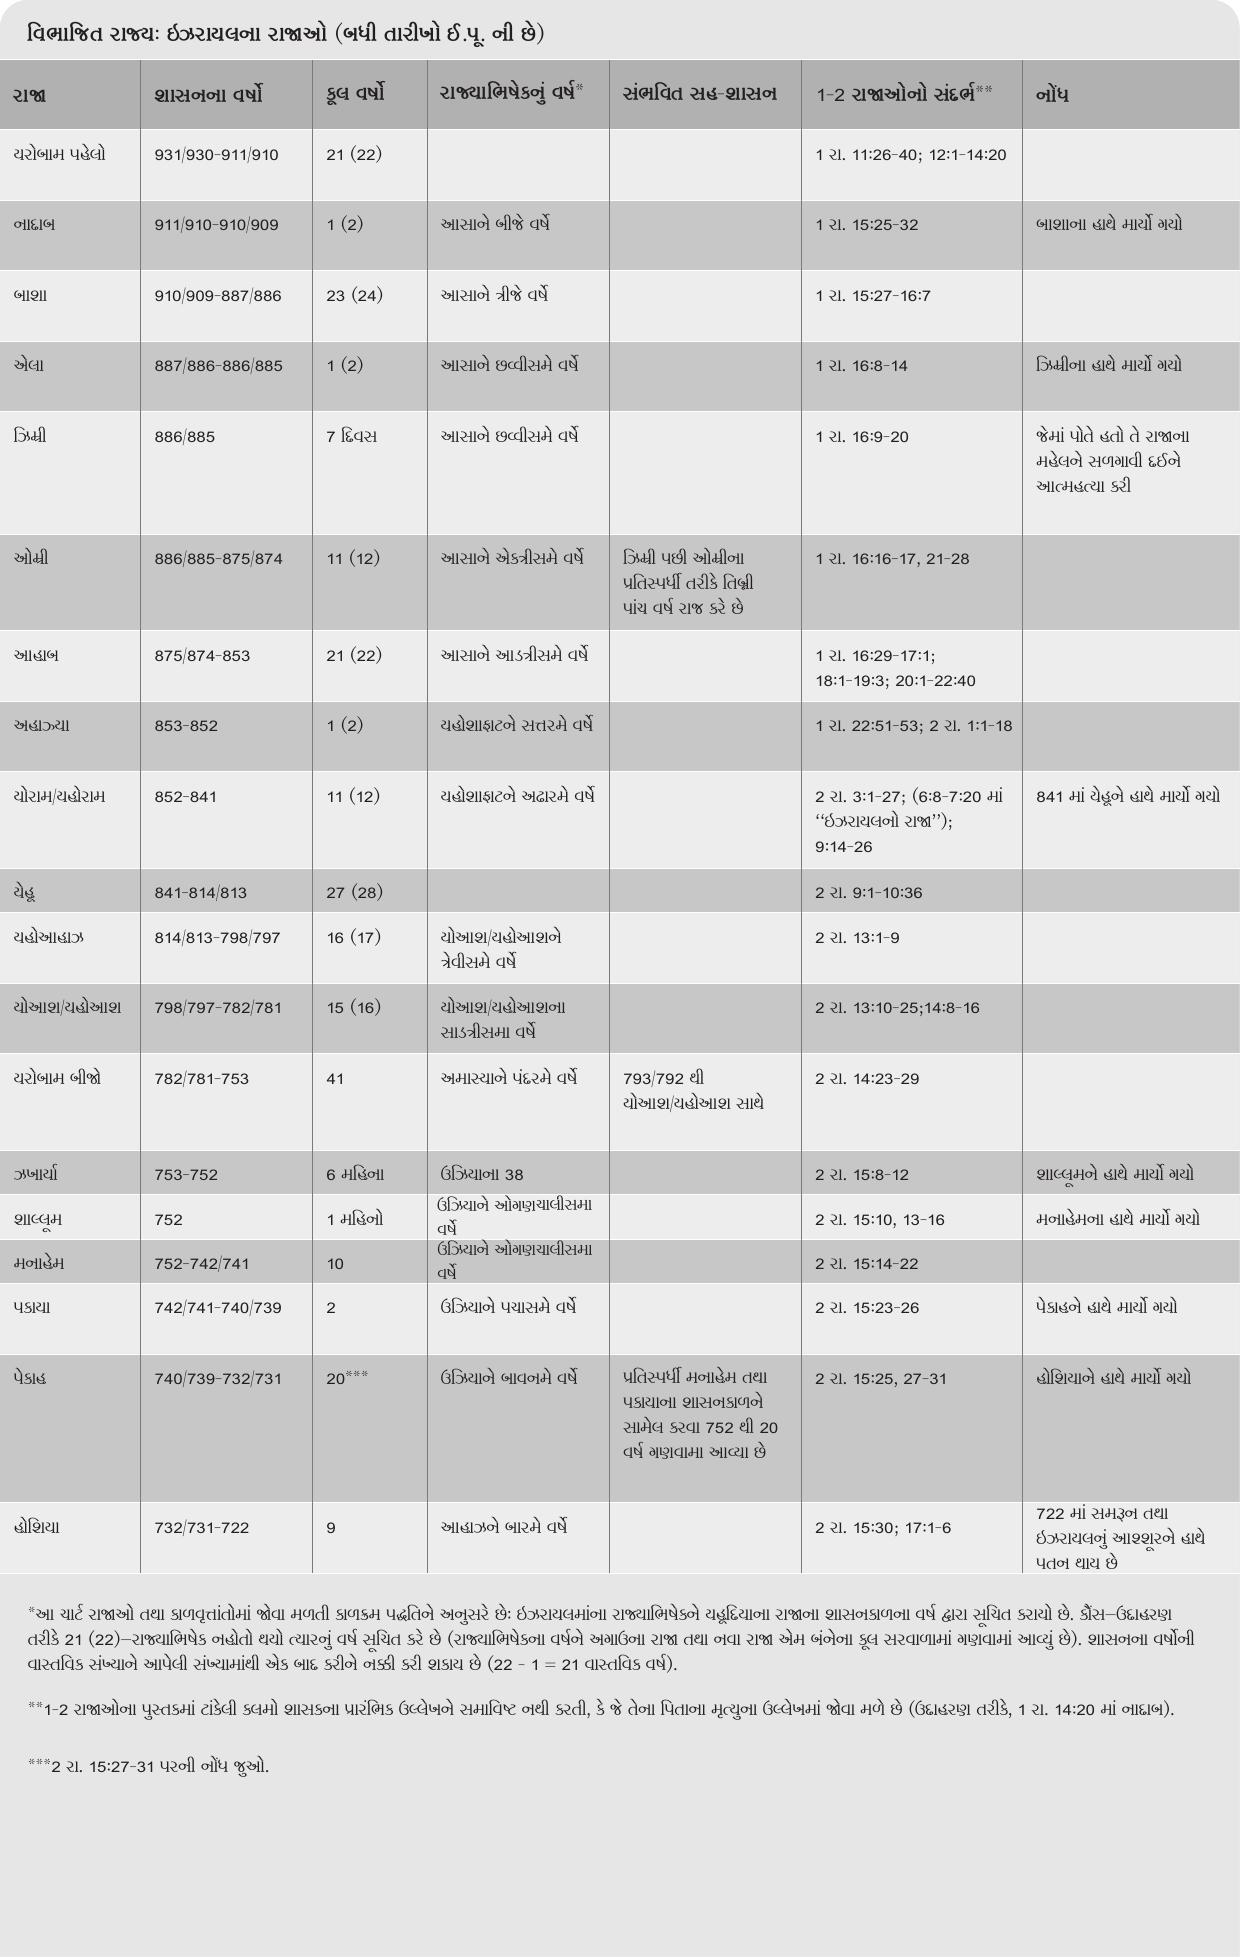 વિભાજિત રાજ્ય: ઇઝરાયલના રાજાઓ (બધી તારીખો ઈ.પૂ. ની છે)
રાજા શાસનના વર્ષો કૂલ વર્ષો રાજ્યાભિષેકનું વર્ષ* સંભવિત સહ-શાસન 1-2 રાજાઓનો સંદર્ભ** નોંધ
યરોબામ પહેલો 931/930-911/910 21 (22) 1 રા. 11:26-40; 12:1-14:20
નાદાબ 911/910-910/909 1 (2) આસાને બીજે વર્ષે 1 રા. 15:25-32 બાશાના હાથે માર્યો ગયો
બાશા 910/909-887/886 23 (24) આસાને ત્રીજે વર્ષે 1 રા. 15:27-16:7
એલા 887/886-886/885 1 (2) આસાને છવ્વીસમે વર્ષે 1 રા. 16:8-14 ઝિમ્રીના હાથે માર્યો ગયો
ઝિમ્રી 886/885 7 દિવસ આસાને છવ્વીસમે વર્ષે 1 રા. 16:9-20 જેમાં પોતે હતો તે રાજાના
મહેલને સળગાવી દઈને
આત્મહત્યા કરી
ઓમ્રી 886/885-875/874 11 (12) આસાને એકત્રીસમે વર્ષે ઝિમ્રી પછી ઓમ્રીના 1 રા. 16:16-17, 21-28
પ્રતિસ્પર્ધી તરીકે તિબ્ની
પાંચ વર્ષ રાજ કરે છે
આહાબ 875/874-853 21 (22) આસાને આડત્રીસમે વર્ષે 1 રા. 16:29-17:1;
18:1-19:3; 20:1-22:40
અહાઝ્યા 853-852 1 (2) યહોશાફાટને સત્તરમે વર્ષે 1 રા. 22:51-53; 2 રા. 1:1-18
યોરામ/યહોરામ 852-841 11 (12) યહોશાફાટને અઢારમે વર્ષે 2 રા. 3:1-27; (6:8-7:20 માં 841 માં યેહૂને હાથે માર્યો ગયો
‘‘ઇઝરાયલનો રાજા’’);
9:14-26
યેહૂ 841-814/813 27 (28) 2 રા. 9:1-10:36
યહોઆહાઝ 814/813-798/797 16 (17) યોઆશ/યહોઆશને 2 રા. 13:1-9
ત્રેવીસમે વર્ષે
યોઆશ/યહોઆશ 798/797-782/781 15 (16) યોઆશ/યહોઆશના 2 રા. 13:10-25;14:8-16
સાડત્રીસમા વર્ષે
યરોબામ બીજો 782/781-753 41 અમાસ્યાને પંદરમે વર્ષે 793/792 થી 2 રા. 14:23-29
યોઆશ/યહોઆશ સાથે
ઝખાર્યા 753-752 6 મહિના ઉઝિયાના 38 2 રા. 15:8-12 શાલ્લૂમને હાથે માર્યો ગયો
શાલ્લૂમ 752 1 મહિનો ઉઝિયાને ઓગણચાલીસમા 2 રા. 15:10, 13-16 મનાહેમના હાથે માર્યો ગયો
વર્ષે
મનાહેમ 752-742/741 10 ઉઝિયાને ઓગણચાલીસમા 2 રા. 15:14-22
વર્ષે
પકાયા 742/741-740/739 2 ઉઝિયાને પચાસમે વર્ષે 2 રા. 15:23-26 પેકાહને હાથે માર્યો ગયો
પેકાહ 740/739-732/731 20*** ઉઝિયાને બાવનમે વર્ષે પ્રતિસ્પર્ધી મનાહેમ તથા 2 રા. 15:25, 27-31 હોશિયાને હાથે માર્યો ગયો
પકાયાના શાસનકાળને
સામેલ કરવા 752 થી 20
વર્ષ ગણવામા આવ્યા છે
હોશિયા 732/731-722 9 આહાઝને બારમે વર્ષે 2 રા. 15:30; 17:1-6 722 માં સમરૂન તથા
ઇઝરાયલનું આશ્શૂરને હાથે
પતન થાય છે
*આ ચાર્ટ રાજાઓ તથા કાળવૃત્તાંતોમાં જોવા મળતી કાળક્રમ પદ્ધતિને અનુસરે છે: ઇઝરાયલમાંના રાજ્યાભિષેકને યહૂદિયાના રાજાના શાસનકાળના વર્ષ દ્વારા સૂચિત કરાયો છે. કૌંસ–ઉદાહરણ
તરીકે 21 (22)–રાજ્યાભિષેક નહોતો થયો ત્યારનું વર્ષ સૂચિત કરે છે (રાજ્યાભિષેકના વર્ષને અગાઉના રાજા તથા નવા રાજા એમ બંનેના કૂલ સરવાળામાં ગણવામાં આવ્યું છે). શાસનના વર્ષોની
વાસ્તવિક સંખ્યાને આપેલી સંખ્યામાંથી એક બાદ કરીને નક્કી કરી શકાય છે (22 - 1 = 21 વાસ્તવિક વર્ષ).
**1-2 રાજાઓના પુસ્તકમાં ટાંકેલી કલમો શાસકના પ્રારંભિક ઉલ્લેખને સમાવિષ્ટ નથી કરતી, કે જે તેના પિતાના મૃત્યુના ઉલ્લેખમાં જોવા મળે છે (ઉદાહરણ તરીકે, 1 રા. 14:20 માં નાદાબ).
***2 રા. 15:27-31 પરની નોંધ જુઓ.